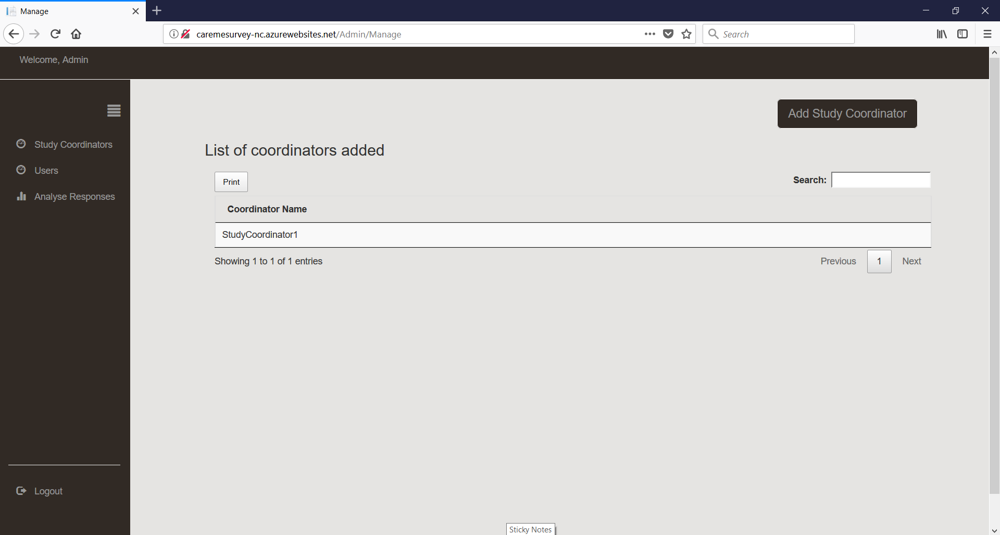 Manage
caremesurvey-nc.azurewebsites.net/Admin/Manage
Search
Welcome, Admin
Add Study Coordinator
Study Coordinators
Users
Analyse Responses
List of coordinators added
Print
Search:
Coordinator Name
StudyCoordinator1
Showing 1 to 1 of 1 entries
Previous 1 Next
Logout
Sticky Notes